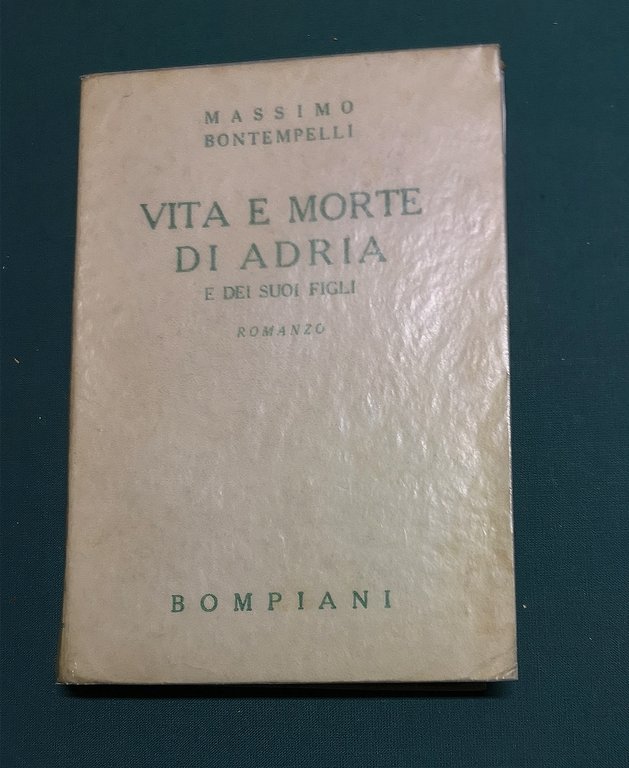 MASSIMO
BONTEMPELLI
VITA E MORTE
DI ADRIA
E DEI SUOI FIGLI
ROMANZO
BOMPIANI